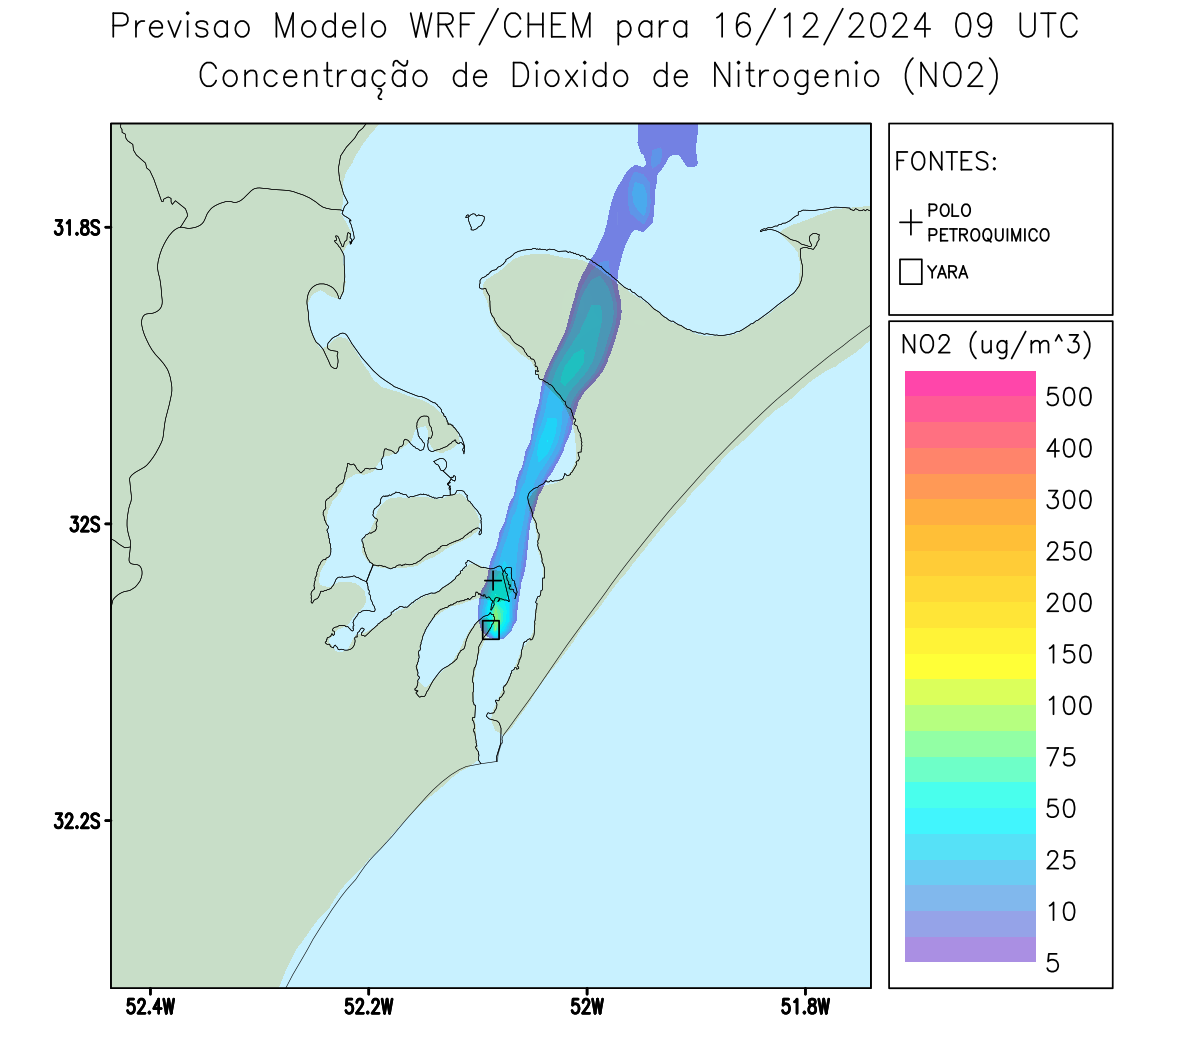 Previsao Modelo WRF/CHEM para 16/12/2024 09 UTC
Concentração de Dioxido de Nitrogenio (NO2)
FONTES:
POLO
PETROQUIMICO
YARA
NO2 (ug/m^3)
500
400
300
250
200
150
100
75
50
25
10
5
31.8S
32S
32.2S
52.4W
52.2W
52W
51.8W